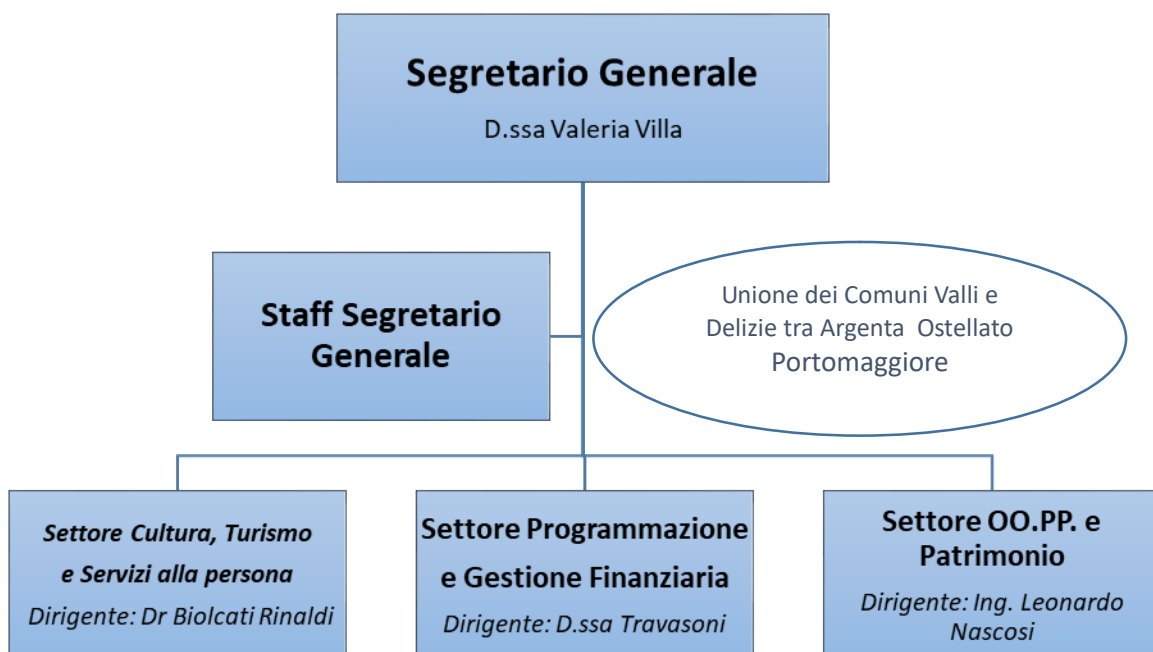 Segretario Generale
D.ssa Valeria Villa
Staff Segretario
Generale
Unione dei Comuni Valli e
Delizie tra Argenta Ostellato
Portomaggiore
Settore Cultura, Turismo
e Servizi alla persona
Dirigente: Dr Biolcati Rinaldi
Settore Programmazione
e Gestione Finanziaria
Dirigente: D.ssa Travasoni
Settore OO.PP. e
Patrimonio
Dirigente: Ing. Leonardo
Nascosi